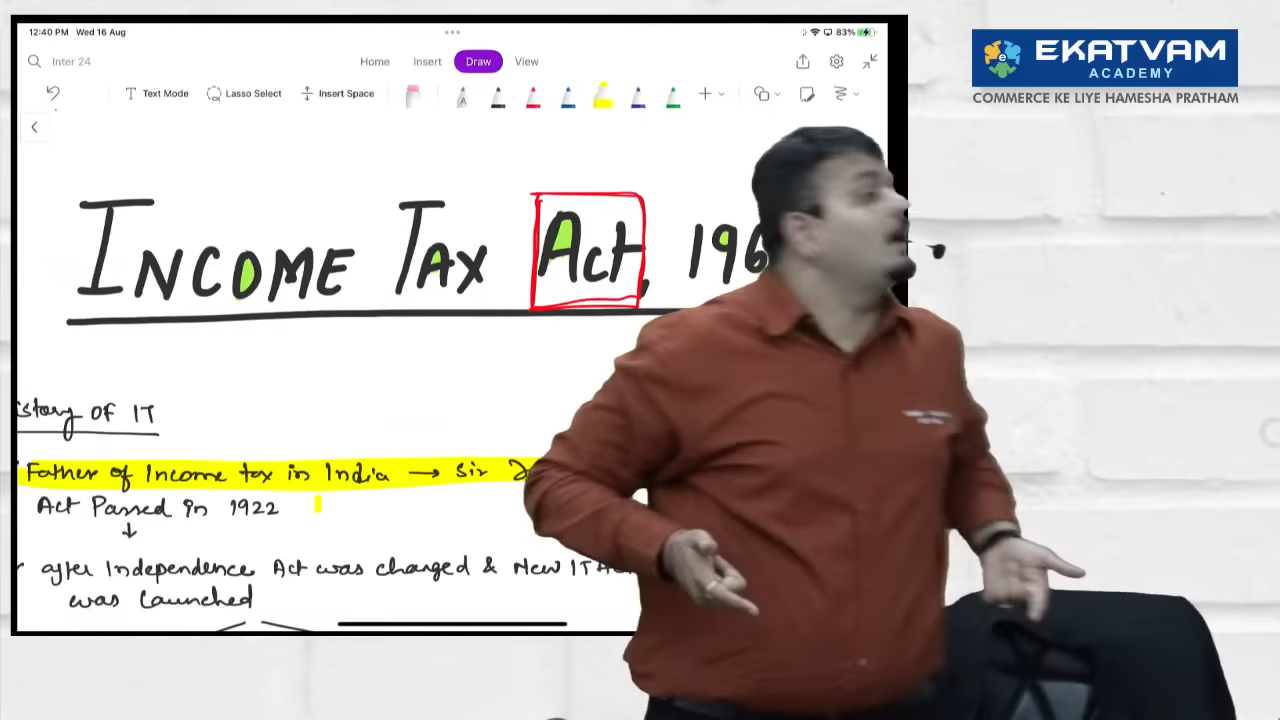 12:40 PM Wed 16 Aug
83%
EKATVAM
ACADEMY
COMMERCE KE LIYE HAMESHA PRATHAM
Inter 24
Home Insert Draw View
Text Mode Lasso Select Insert Space
INCOME TAX Act, 196
story OF IT
Father of Income tax in India → Sir
Act Passed in 1922
↓
after Independence Act was changed & New IT A
was launched